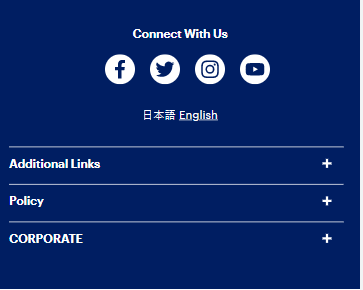 Connect With Us
日本語 English
Additional Links +
Policy +
CORPORATE +